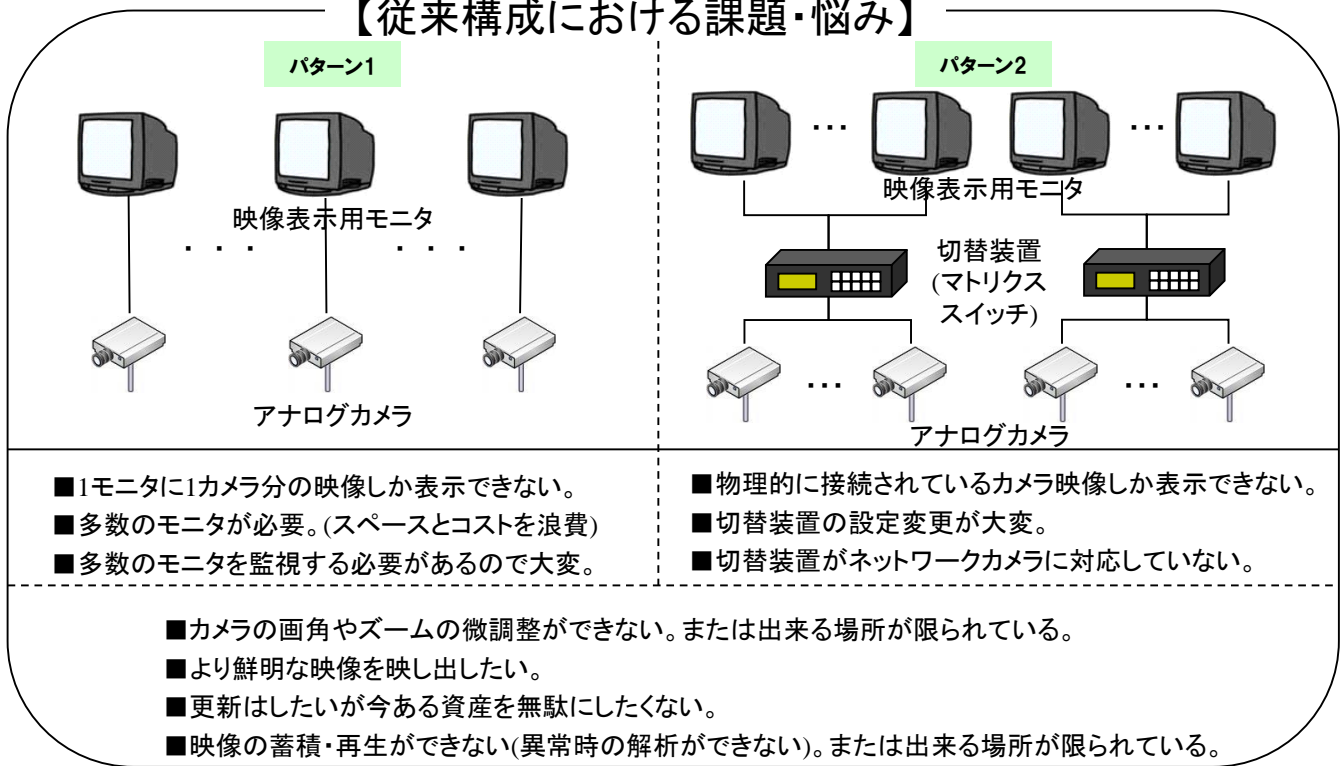 【従来構成における課題・悩み】
パターン1
映像表示用モニタ
・・・
・・・
アナログカメラ
パターン2
…
…
映像表示用モニタ
切替装置
(マトリクス
スイッチ)
…
…
アナログカメラ
■1モニタに1カメラ分の映像しか表示できない。
■多数のモニタが必要。(スペースとコストを浪費)
■多数のモニタを監視する必要があるので大変。
■物理的に接続されているカメラ映像しか表示できない。
■切替装置の設定変更が大変。
■切替装置がネットワークカメラに対応していない。
■カメラの画角やズームの微調整ができない。または出来る場所が限られている。
■より鮮明な映像を映し出したい。
■更新はしたいが今ある資産を無駄にしたくない。
■映像の蓄積・再生ができない(異常時の解析ができない)。または出来る場所が限られている。